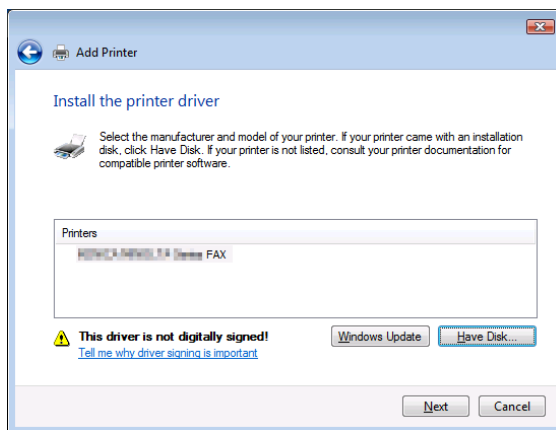 Add Printer
Install the printer driver
Select the manufacturer and model of your printer. If your printer came with an installation
disk, click Have Disk. If your printer is not listed, consult your printer documentation for
compatible printer software.
Printers
FAX
This driver is not digitally signed!
Tell me why driver signing is important
Windows Update
Have Disk...
Next
Cancel